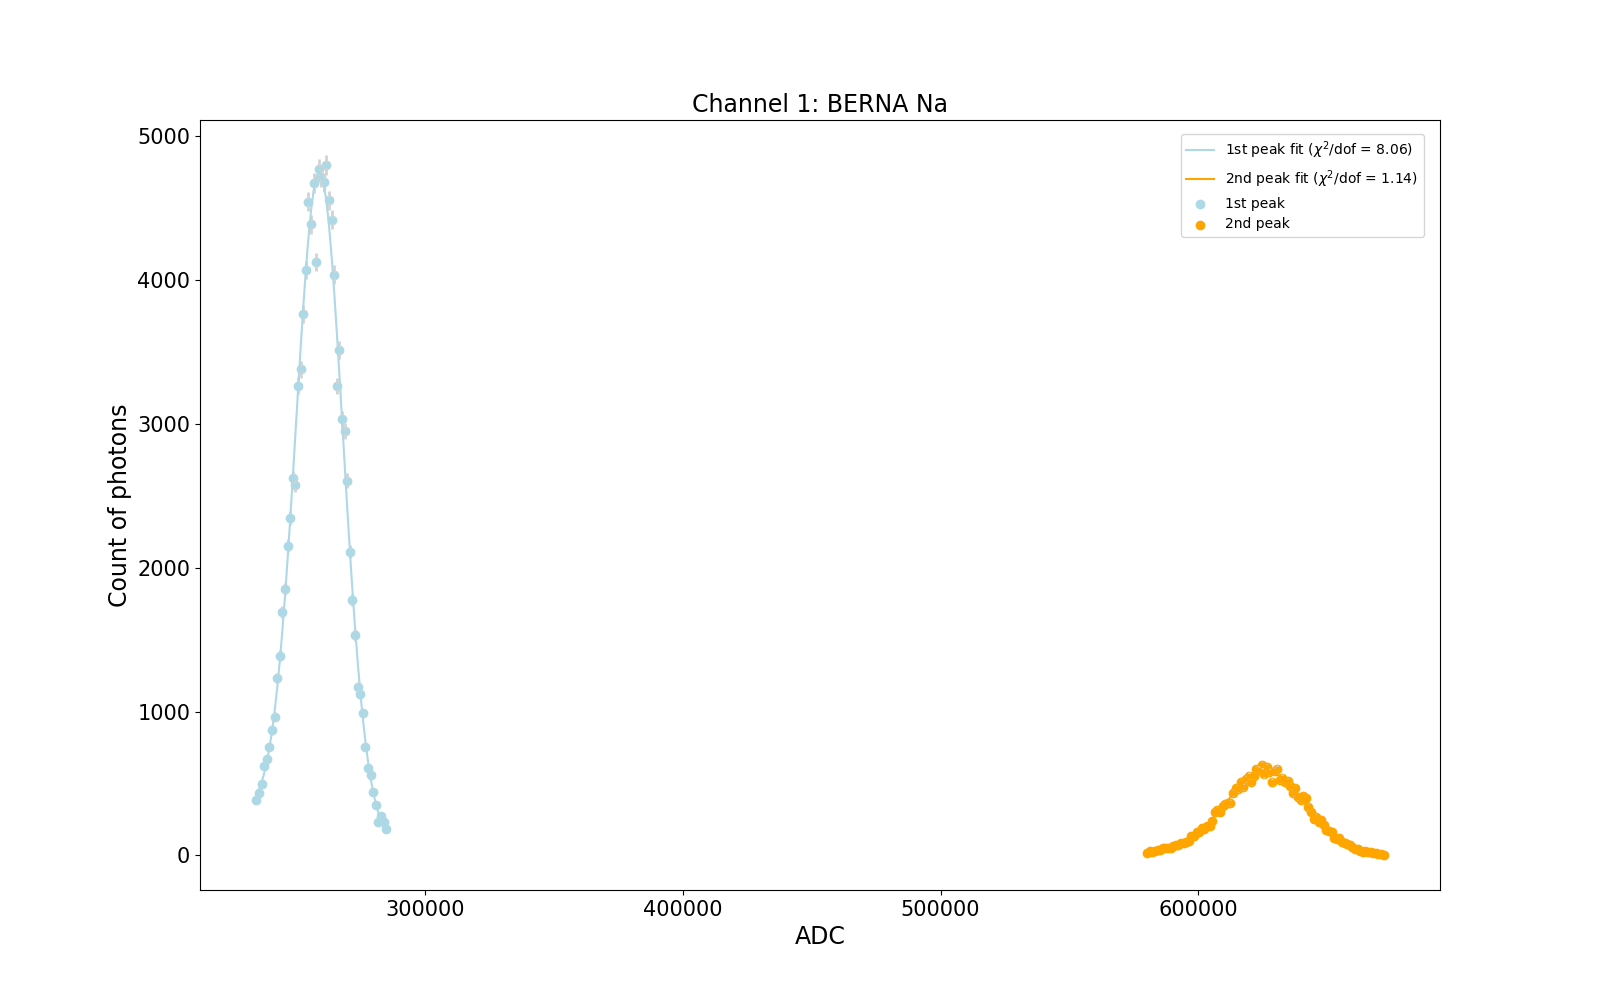 Channel 1: BERNA Na
5000
4000
3000
2000
1000
0
Count of photons
300000 400000 500000 600000
ADC
1st peak fit (χ²/dof = 8.06)
2nd peak fit (χ²/dof = 1.14)
1st peak
2nd peak